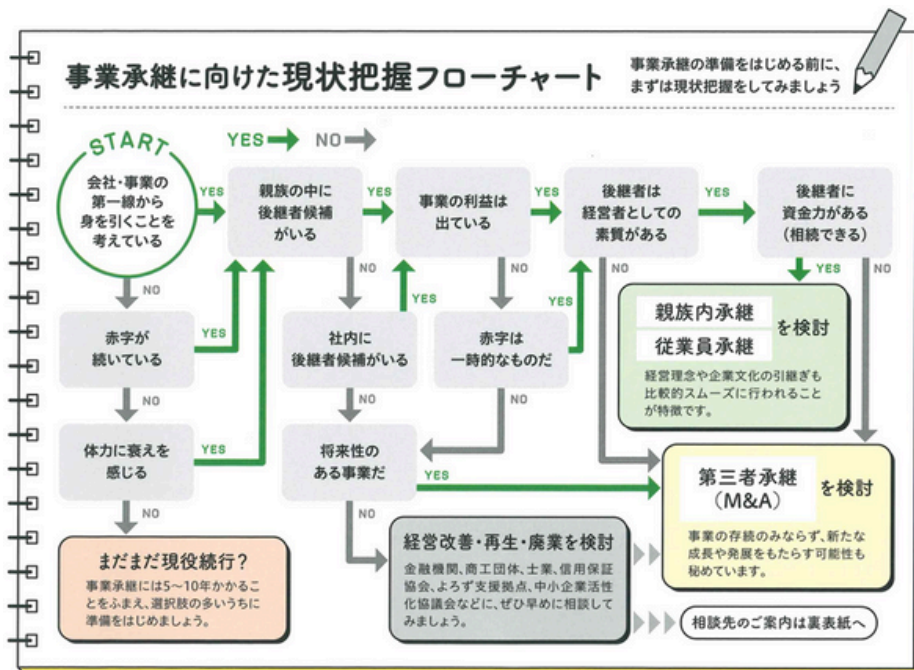 事業承継に向けた現状把握フローチャート
事業承継の準備をはじめる前に、
まずは現状把握をしてみましょう
START
YES
NO
会社・事業の
第一線から
身を引くことを
考えている
YES
親族の中に
後継者候補
がいる
YES
事業の利益は
出ている
YES
後継者は
経営者としての
素質がある
YES
後継者に
資金力がある
(相続できる)
NO
NO
YES
NO
YES
NO
YES
NO
赤字が
続いている
YES
社内に
後継者候補がいる
赤字は
一時的なものだ
親族内承継
従業員承継
を検討
経営理念や企業文化の引継ぎも
比較的スムーズに行われること
が特徴です。
NO
NO
NO
体力に衰えを
感じる
YES
将来性の
ある事業だ
YES
第三者承継
(M&A)
を検討
事業の存続のみならず、新たな
成長や発展をもたらす可能性も
秘めています。
NO
NO
まだまだ現役続行?
事業承継には5〜10年かかるこ
とをふまえ、選択肢の多いうちに
準備をはじめましょう。
経営改善・再生・廃業を検討
金融機関、商工団体、士業、信用保証
協会、よろず支援拠点、中小企業活性
化協議会などに、ぜひ早めに相談して
みましょう。
相談先のご案内は裏表紙へ